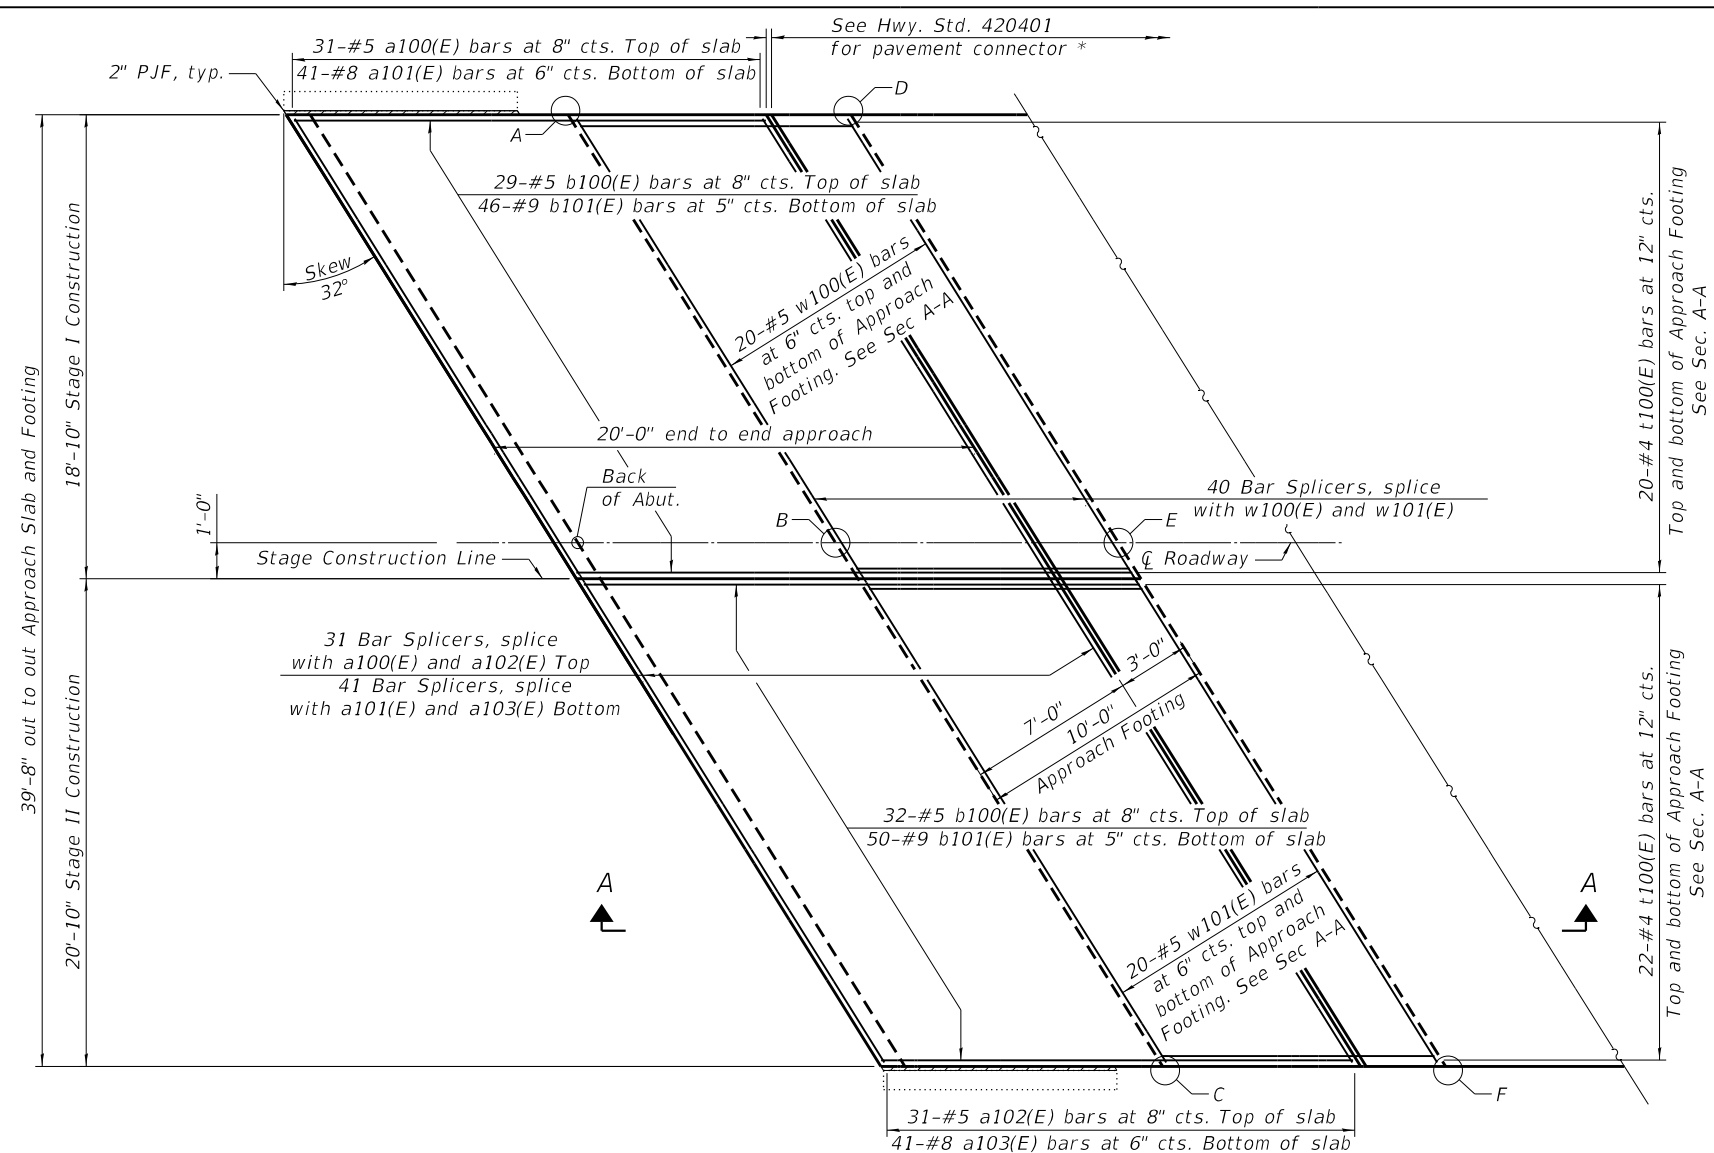 See Hwy. Std. 420401
for pavement connector *
31-#5 a100(E) bars at 8" cts. Top of slab
41-#8 a101(E) bars at 6" cts. Bottom of slab
2" PJF, typ.
A
D
29-#5 b100(E) bars at 8" cts. Top of slab
46-#9 b101(E) bars at 5" cts. Bottom of slab
Skew
32°
20-#5 w100(E) bars
at 6" cts. top and
bottom of Approach
Footing. See Sec A-A
39'-8" out to out Approach Slab and Footing
18'-10" Stage I Construction
20-#4 t100(E) bars at 12" cts.
Top and bottom of Approach Footing
See Sec. A-A
20'-0" end to end approach
Back
of Abut.
40 Bar Splicers, splice
with w100(E) and w101(E)
1'-0"
B
E
Stage Construction Line
℄ Roadway
31 Bar Splicers, splice
with a100(E) and a102(E) Top
41 Bar Splicers, splice
with a101(E) and a103(E) Bottom
3'-0"
7'-0"
10'-0"
Approach Footing
20'-10" Stage II Construction
22-#4 t100(E) bars at 12" cts.
Top and bottom of Approach Footing
See Sec. A-A
32-#5 b100(E) bars at 8" cts. Top of slab
50-#9 b101(E) bars at 5" cts. Bottom of slab
A
A
20-#5 w101(E) bars
at 6" cts. top and
bottom of Approach
Footing. See Sec A-A
C
F
31-#5 a102(E) bars at 8" cts. Top of slab
41-#8 a103(E) bars at 6" cts. Bottom of slab